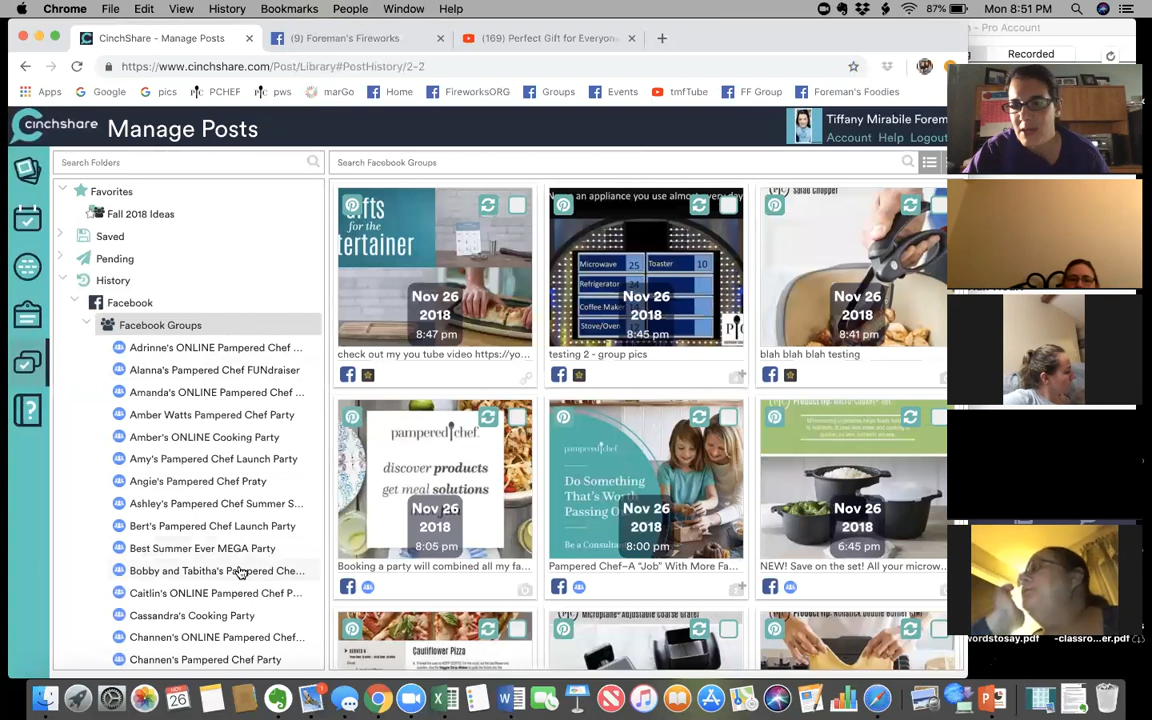 Chrome File Edit View History Bookmarks People Window Help 87% Mon 8:51 PM
CinchShare - Manage Posts (9) Foreman's Fireworks (169) Perfect Gift for Everyon - Pro Account
Recorded
https://www.cinchshare.com/Post/Library#PostHistory/2-2
Apps Google pics PCHEF pws marGo Home FireworksORG Groups Events tmfTube FF Group Foreman's Foodies
cinchshare Manage Posts
Tiffany Mirabile Forem
Account Help Logout
Search Folders
Search Facebook Groups
Favorites
Fall 2018 Ideas
Saved
Pending
History
Facebook
Facebook Groups
Adrinne's ONLINE Pampered Chef ...
Alanna's Pampered Chef FUNdraiser
Amanda's ONLINE Pampered Chef ...
Amber Watts Pampered Chef Party
Amber's ONLINE Cooking Party
Amy's Pampered Chef Launch Party
Angie's Pampered Chef Praty
Ashley's Pampered Chef Summer S...
Bert's Pampered Chef Launch Party
Best Summer Ever MEGA Party
Bobby and Tabitha's Pampered Che...
Caitlin's ONLINE Pampered Chef P...
Cassandra's Cooking Party
Channen's ONLINE Pampered Chef...
Channen's Pampered Chef Party
for the
Nov 26
2018
8:47 pm
check out my you tube video https://yo...
an appliance you use almost every day
Microwave 25 Toaster 10
Refrigerator
Coffee Mak
Stove/Oven
Nov 26
2018
8:45 pm
testing 2 - group pics
Salad Chopper
Nov 26
2018
8:41 pm
blah blah blah testing
pampered chef
discover products
get meal solutions
Nov 26
2018
8:05 pm
Booking a party will combined all my fa...
pampered chef
Do Something
That's Worth
Passing O
Be a Consulta
Nov 26
2018
8:00 pm
Pampered Chef–A "Job" With More Fa...
Nov 26
2018
6:45 pm
NEW! Save on the set! All your microw...
Cauliflower Pizza
Microplane® Adjustable Coarse Grater
wordstosay.pdf -classro...er.pdf
26